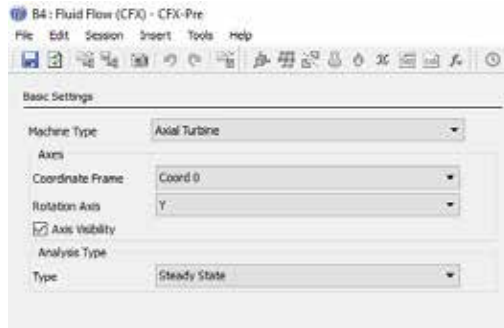 B4 : Fluid Flow (CFX) - CFX-Pre
File Edit Session Insert Tools Help
Basic Settings
Machine Type Axial Turbine
Axes
Coordinate Frame Coord 0
Rotation Axis Y
Axis Visibility
Analysis Type
Type Steady State